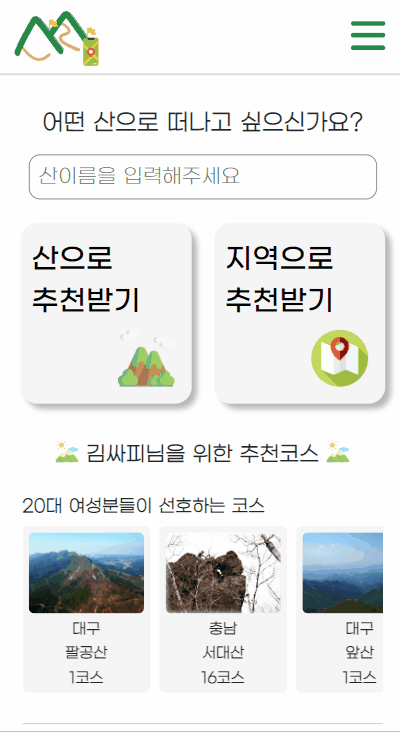 어떤 산으로 떠나고 싶으신가요?
산이름을 입력해주세요
산으로
추천받기
지역으로
추천받기
김싸피님을 위한 추천코스
20대 여성분들이 선호하는 코스
대구
팔공산
1코스
충남
서대산
16코스
대구
앞산
1코스